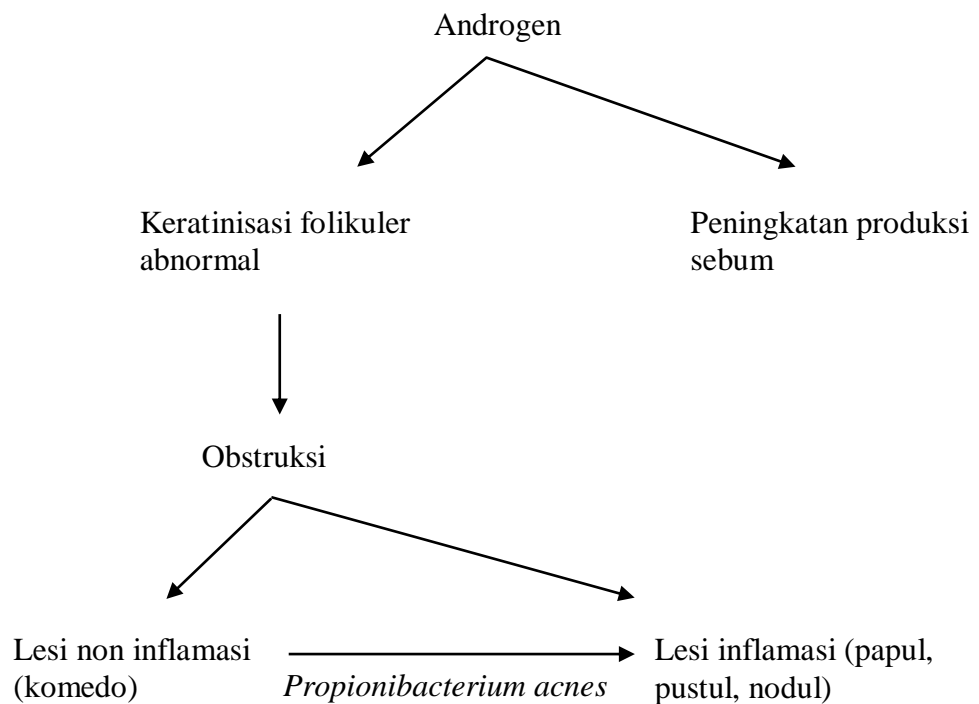 Androgen
Keratinisasi folikuler
abnormal
Peningkatan produksi
sebum
Obstruksi
Lesi non inflamasi
(komedo)
Propionibacterium acnes
Lesi inflamasi (papul,
pustul, nodul)